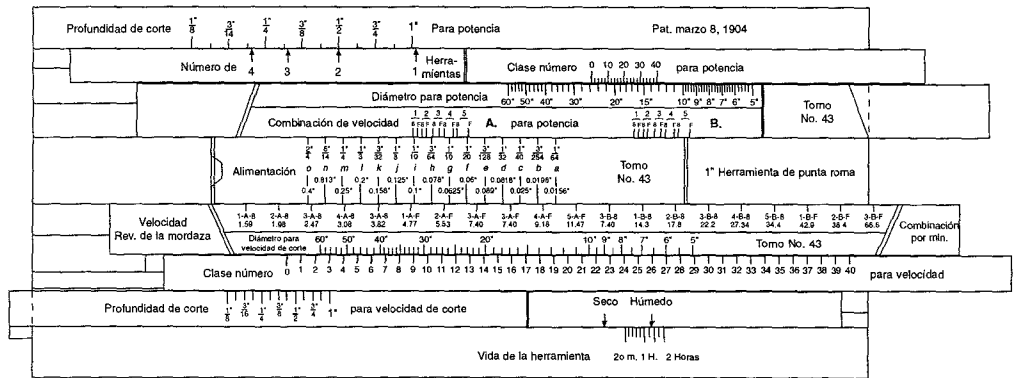 Profundidad de corte 1"/8 3"/14 1"/4 3"/8 1"/2 3"/4 1" Para potencia Pat. marzo 8, 1904
Número de 4 3 2 1 Herra-mientas Clase número 0 10 20 30 40 para potencia
Diámetro para potencia 60" 50" 40" 30" 20" 15" 10" 9" 8" 7" 6" 5" Torno No. 43
Combinación de velocidad 1 2 3 4 5 A. para potencia 1 2 3 4 5 B.
Alimentación o n m l k j i h g f e d c b a Torno No. 43 1" Herramienta de punta roma
0.813" 0.2" 0.125" 0.078" 0.06" 0.0818" 0.0196"
0.4" 0.25" 0.158" 0.1" 0.0625" 0.089" 0.025" 0.0156"
Velocidad Rev. de la mordaza Combinación por min.
1-A-8 2-A-8 3-A-8 4-A-8 3-A-8 1-A-F 2-A-F 3-A-F 3-A-F 4-A-F 5-A-F 3-B-8 1-B-8 2-B-8 3-B-8 4-B-8 5-B-8 1-B-F 2-B-F 3-B-F
1.59 1.98 2.47 3.08 3.82 4.77 5.53 7.40 7.40 9.18 11.47 7.40 14.3 17.8 22.2 27.34 34.4 42.9 38.4 65.6
Diámetro para velocidad de corte 60" 50" 40" 30" 20" 10" 9" 8" 7" 6" 5" Torno No. 43
Clase número 0 1 2 3 4 5 6 7 8 9 10 11 12 13 14 15 16 17 18 19 20 21 22 23 24 25 26 27 28 29 30 31 32 33 34 35 36 37 38 39 40 para velocidad
Profundidad de corte 1"/8 3"/16 1"/4 3"/8 1"/2 3"/4 1" para velocidad de corte Seco Húmedo
Vida de la herramienta 2o m, 1 H. 2 Horas